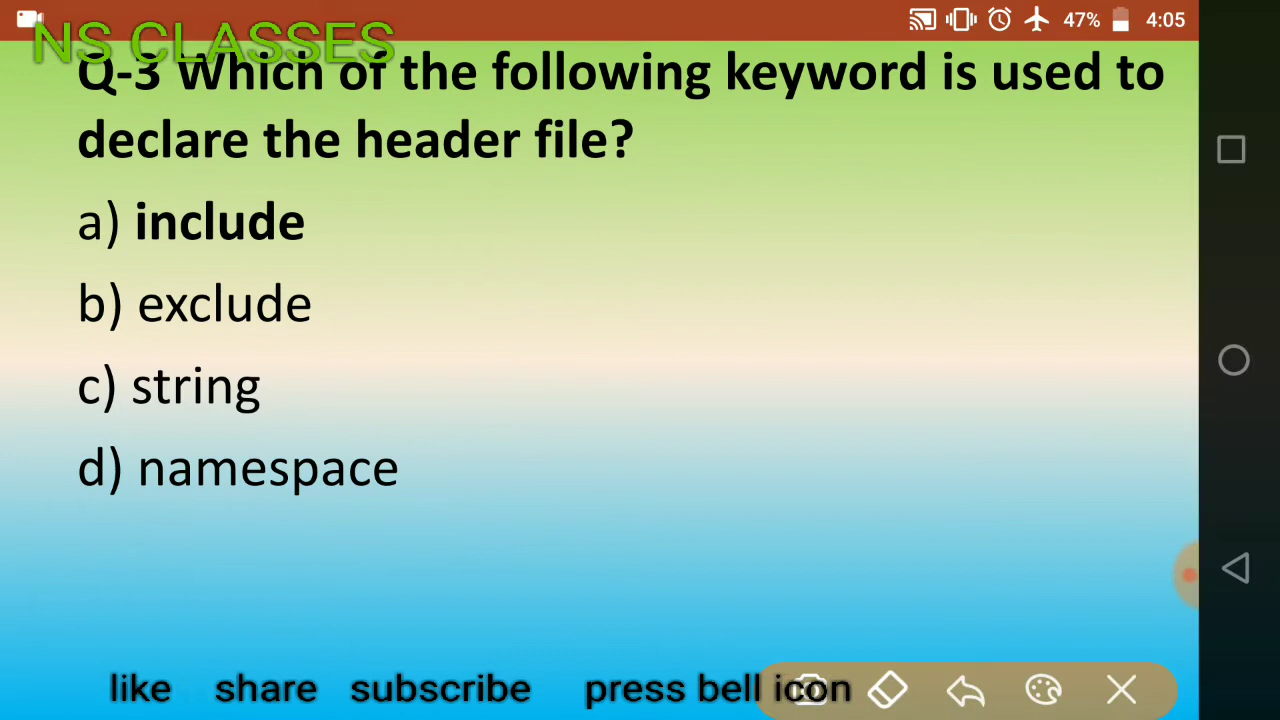 47% 4:05
NS CLASSES
Q-3 Which of the following keyword is used to
declare the header file?
a) include
b) exclude
c) string
d) namespace
like share subscribe press bell icon